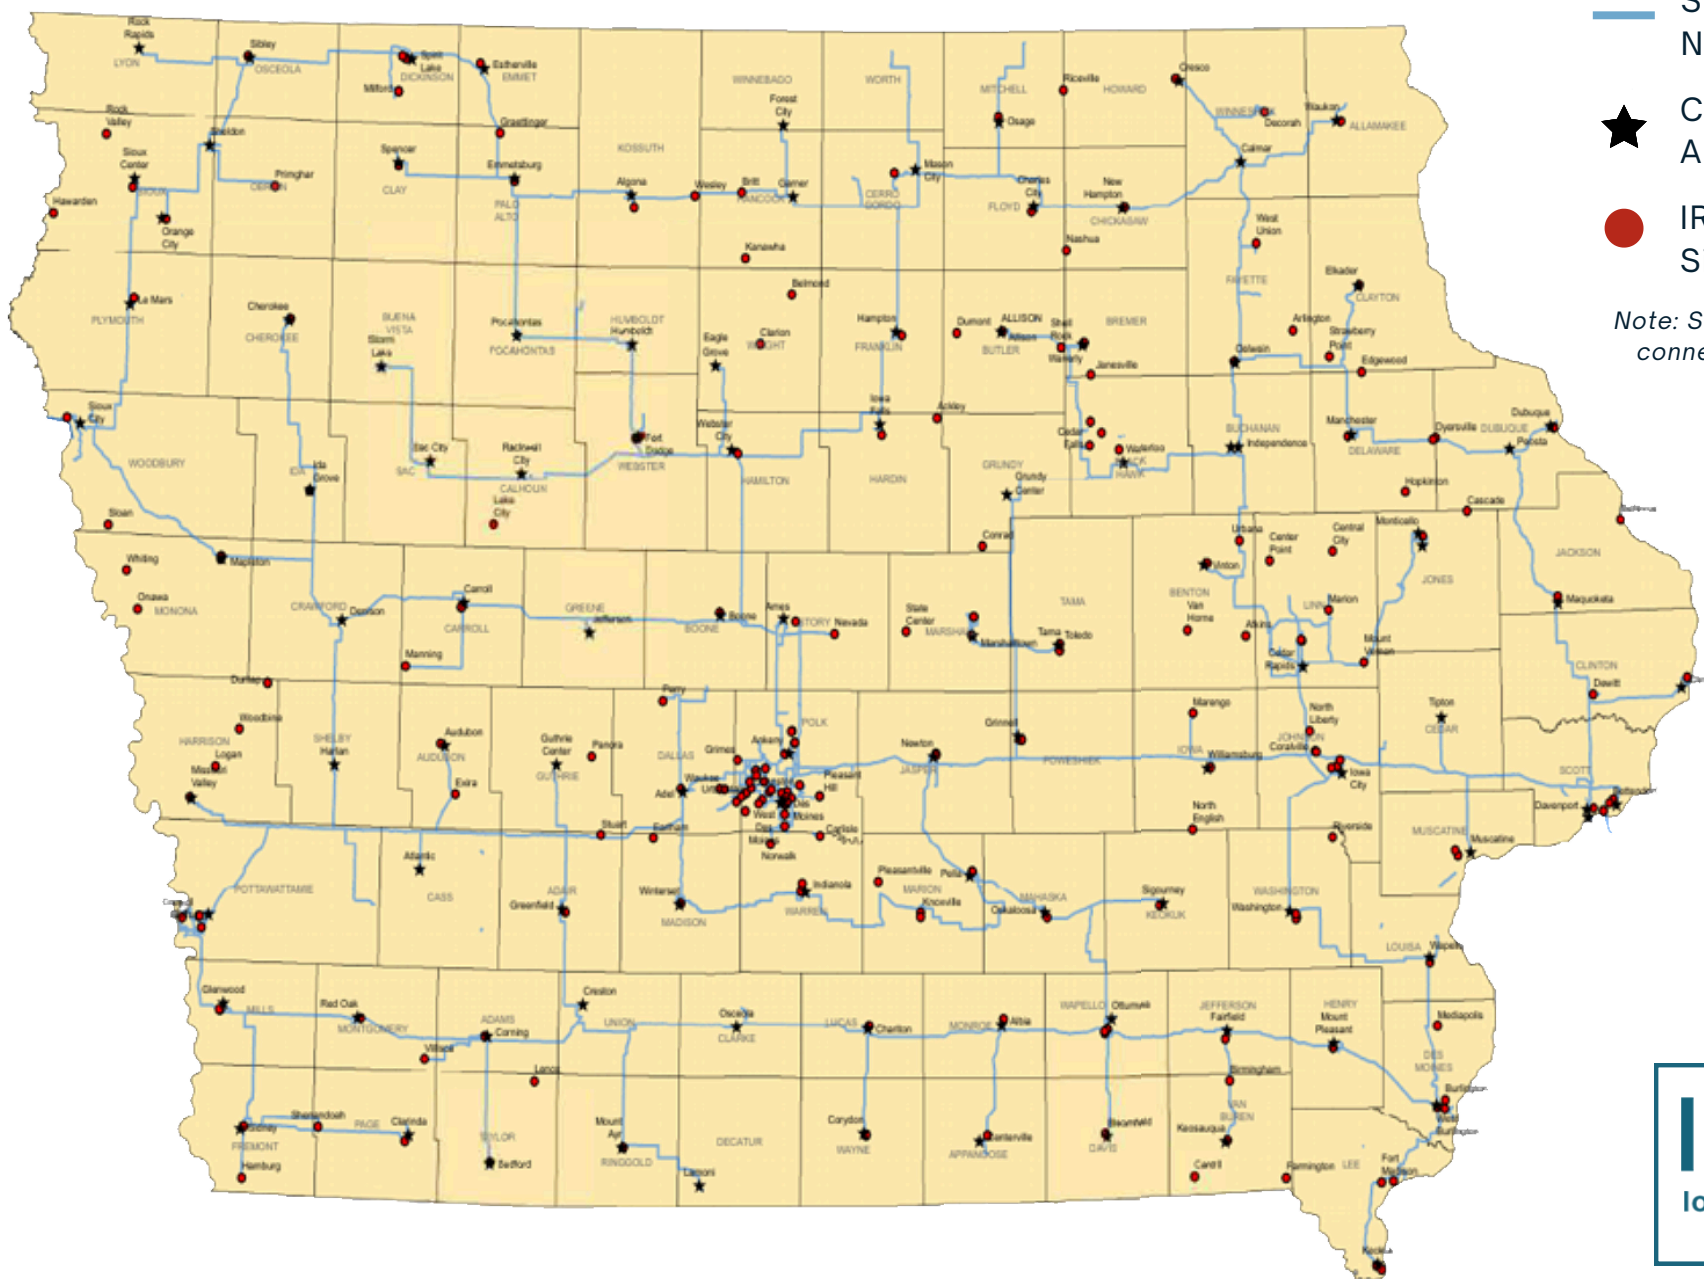 Rock
Rapids
LYON
Sibley
OSCEOLA
Spirit
Lake
DICKINSON
Milford
Estherville
EMMET
Graettinger
Rock
Valley
Sheldon
Sioux
Center
SIOUX
Hawarden
Orange
City
Primghar
Spencer
CLAY
Emmetsburg
PALO
ALTO
KOSSUTH
Algona
Wesley
Britt
HANCOCK
Garner
WINNEBAGO
Forest
City
WORTH
Mason
City
CERRO
GORDO
MITCHELL
Osage
Riceville
HOWARD
Cresco
Decorah
Waukon
ALLAMAKEE
Calmar
Charles
City
FLOYD
New
Hampton
CHICKASAW
Nashua
Kanawha
West
Union
FAYETTE
Elkader
CLAYTON
Le Mars
PLYMOUTH
Cherokee
CHEROKEE
BUENA
VISTA
Storm
Lake
Pocahontas
POCAHONTAS
HUMBOLDT
Humboldt
Eagle
Grove
Belmond
Clarion
WRIGHT
Hampton
FRANKLIN
Dumont
ALLISON
Allison
BUTLER
Shell
Rock
Waverly
BREMER
Janesville
Oelwein
Arlington
Strawberry
Point
Edgewood
Sioux
City
WOODBURY
IDA
Ida
Grove
Sac City
SAC
Rockwell
City
CALHOUN
Lake
City
Fort
Dodge
WEBSTER
Webster
City
HAMILTON
Iowa
Falls
HARDIN
Ackley
GRUNDY
Grundy
Center
Cedar
Falls
Waterloo
BLACK
HAWK
BUCHANAN
Independence
Manchester
DELAWARE
Dyersville
DUBUQUE
Dubuque
Peosta
Hopkinton
Cascade
Sloan
Conrad
Whiting
Mapleton
Onawa
MONONA
CRAWFORD
Denison
Carroll
CARROLL
Manning
GREENE
Jefferson
BOONE
Boone
Ames
STORY
Nevada
State
Center
MARSHALL
Marshalltown
TAMA
Tama
Toledo
Urbana
Vinton
BENTON
Van
Horne
Center
Point
Central
City
Monticello
JONES
JACKSON
Maquoketa
Atkins
LINN
Marion
Cedar
Rapids
Mount
Vernon
CLINTON
Dewitt
Dunlap
Woodbine
HARRISON
Logan
Missouri
Valley
SHELBY
Harlan
Audubon
AUDUBON
Exira
Guthrie
Center
GUTHRIE
Panora
Perry
DALLAS
Adel
Waukee
Grimes
Ankeny
POLK
Pleasant
Hill
West
Des
Moines
Des
Moines
Norwalk
Carlisle
Newton
JASPER
Grinnell
POWESHIEK
Marengo
IOWA
Williamsburg
North
Liberty
JOHNSON
Coralville
Iowa
City
Tipton
CEDAR
SCOTT
Davenport
Bettendorf
Stuart
Earlham
North
English
Riverside
MUSCATINE
Muscatine
Atlantic
CASS
POTTAWATTAMIE
ADAIR
Greenfield
Winterset
MADISON
Indianola
WARREN
Pleasantville
MARION
Knoxville
Pella
Oskaloosa
MAHASKA
Sigourney
KEOKUK
WASHINGTON
Washington
LOUISA
Wapello
Glenwood
MILLS
Red Oak
MONTGOMERY
Villisca
ADAMS
Corning
Creston
UNION
Osceola
CLARKE
LUCAS
Chariton
MONROE
Albia
WAPELLO
Ottumwa
JEFFERSON
Fairfield
HENRY
Mount
Pleasant
Mediapolis
DES
MOINES
Burlington
West
Burlington
Lenox
Sidney
FREMONT
Hamburg
Shenandoah
PAGE
Clarinda
TAYLOR
Bedford
Mount
Ayr
RINGGOLD
Lamoni
DECATUR
Corydon
WAYNE
Centerville
APPANOOSE
Bloomfield
DAVIS
Birmingham
VAN
BUREN
Keosauqua
Cantril
Farmington
LEE
Fort
Madison
Keokuk
S
N
C
A
IR
S
Note: S
conne
I
Io